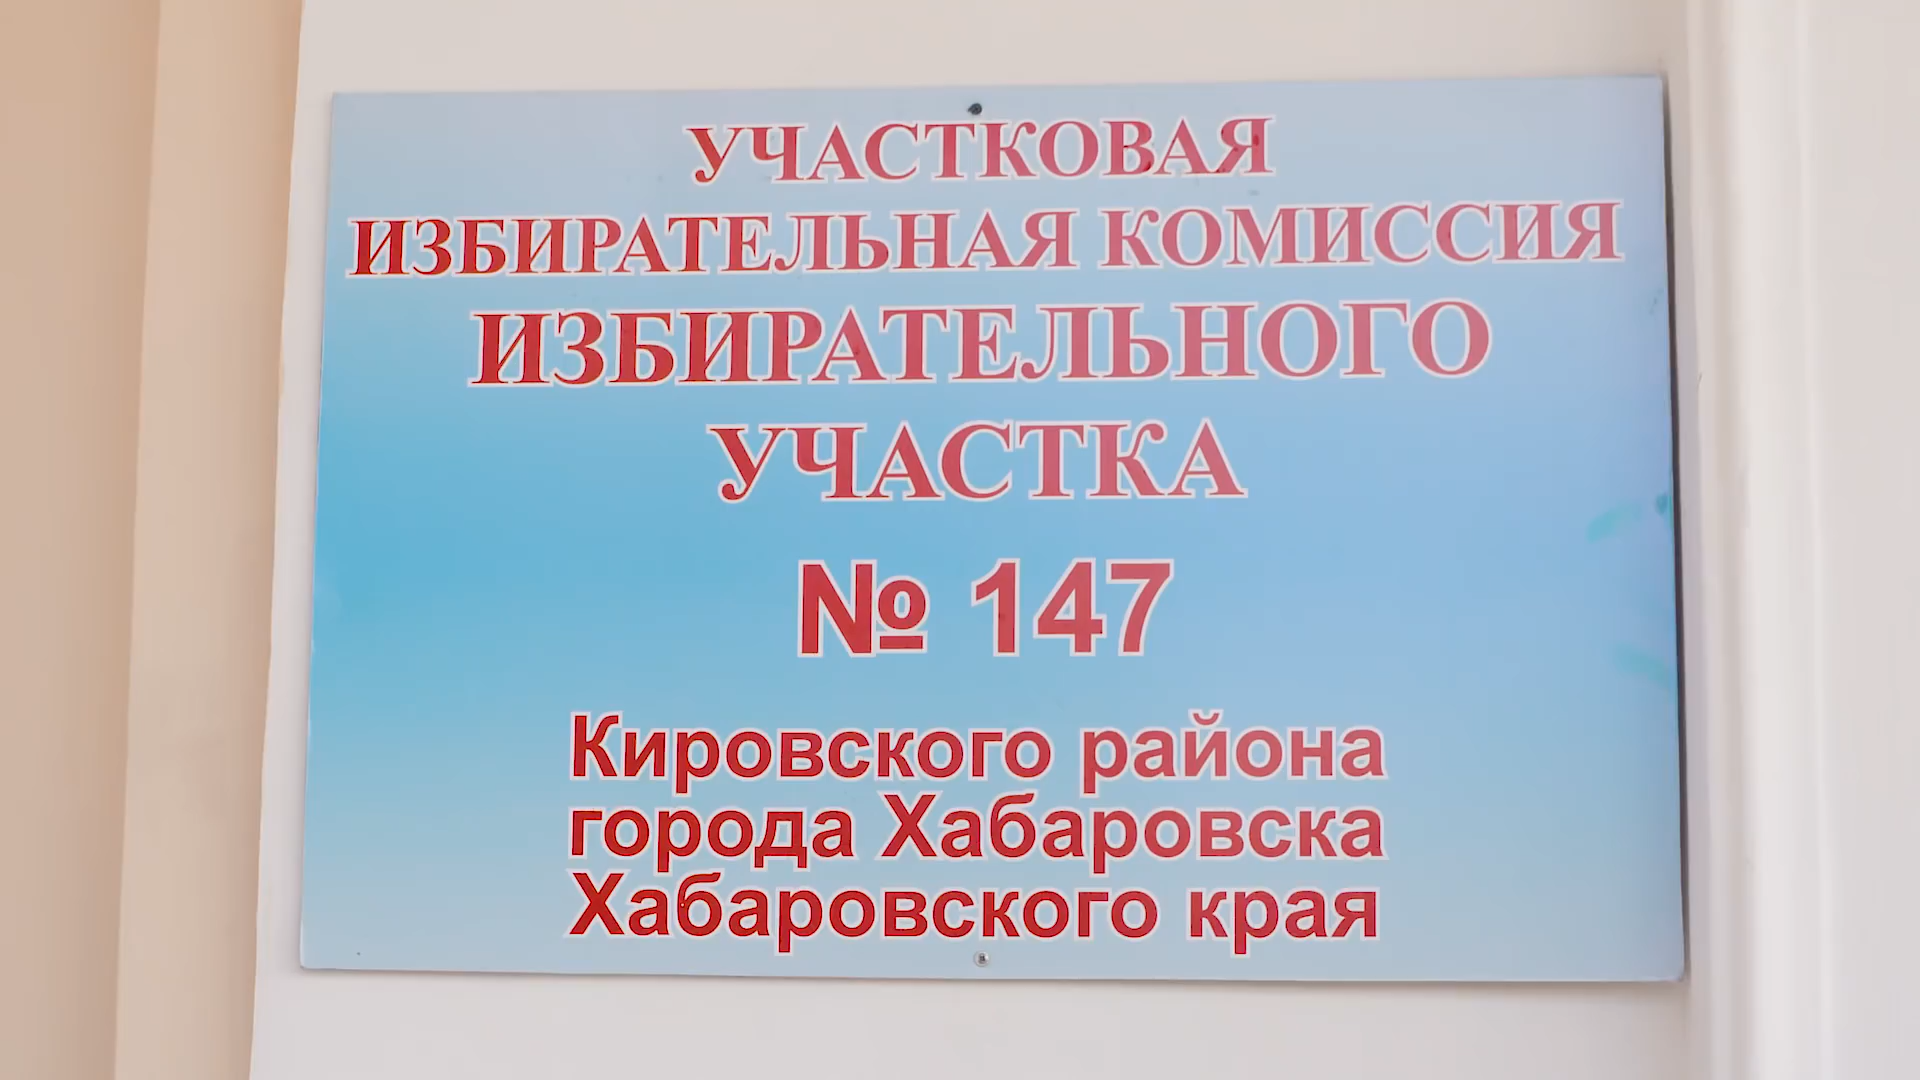 УЧАСТКОВАЯ
ИЗБИРАТЕЛЬНАЯ КОМИССИЯ
ИЗБИРАТЕЛЬНОГО
УЧАСТКА
№ 147
Кировского района
города Хабаровска
Хабаровского края